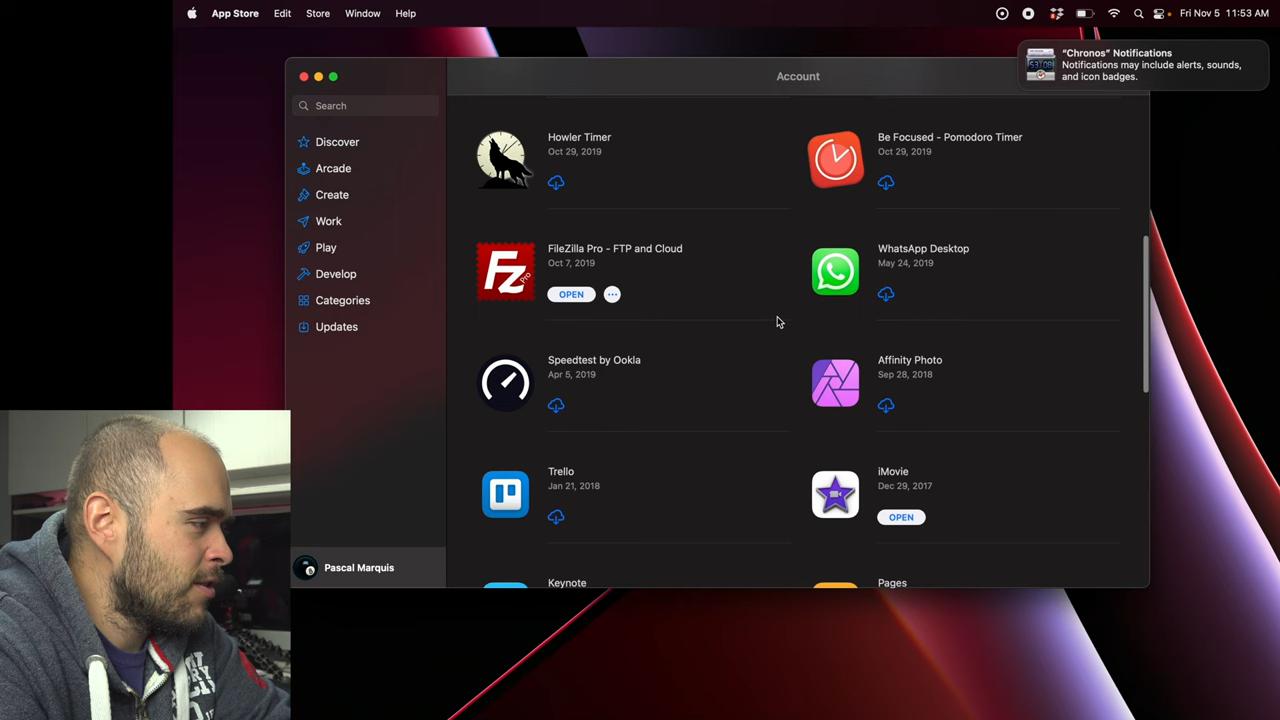 App Store Edit Store Window Help
Fri Nov 5 11:53 AM
"Chronos" Notifications
Notifications may include alerts, sounds,
and icon badges.
53:08
Account
Search
Discover
Arcade
Create
Work
Play
Develop
Categories
Updates
Pascal Marquis
Howler Timer
Oct 29, 2019
Be Focused - Pomodoro Timer
Oct 29, 2019
FileZilla Pro - FTP and Cloud
Oct 7, 2019
OPEN
Fz
Pro
WhatsApp Desktop
May 24, 2019
Speedtest by Ookla
Apr 5, 2019
Affinity Photo
Sep 28, 2018
Trello
Jan 21, 2018
iMovie
Dec 29, 2017
OPEN
Keynote
Pages